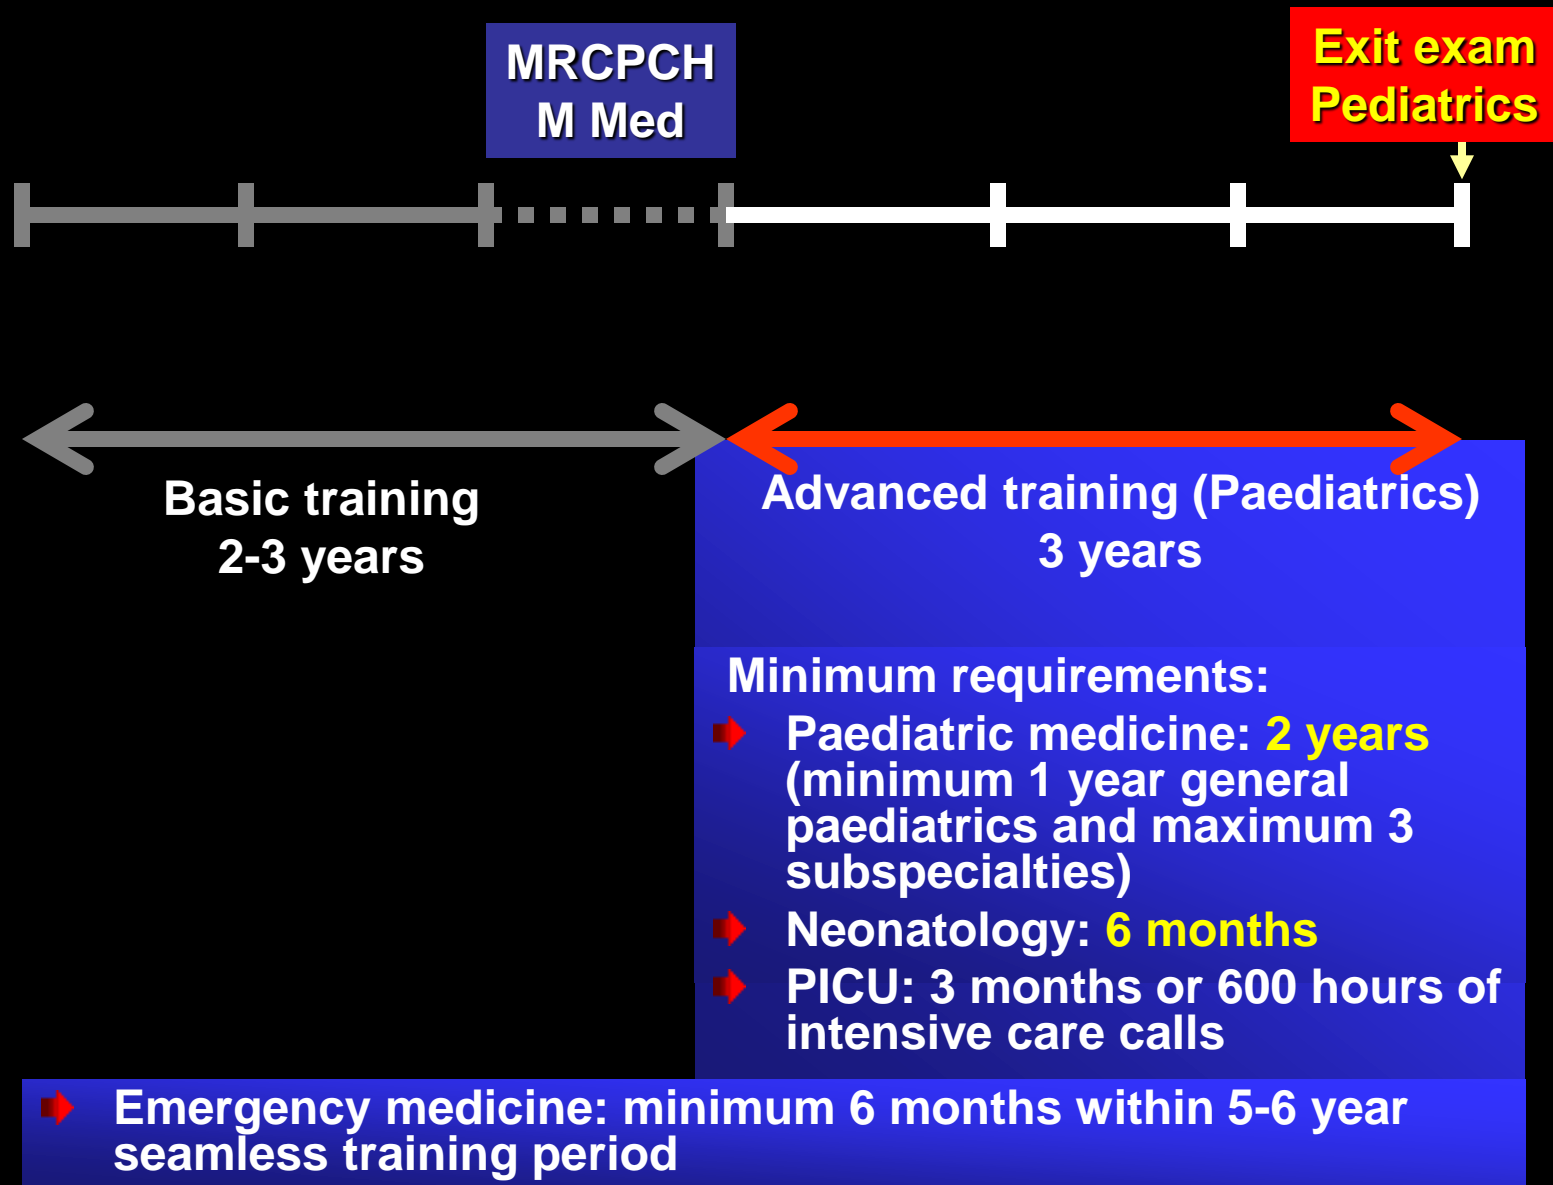 MRCPCH
M Med
Exit exam
Pediatrics
Basic training
2-3 years
Advanced training (Paediatrics)
3 years
Minimum requirements:
Paediatric medicine: 2 years
(minimum 1 year general
paediatrics and maximum 3
subspecialties)
Neonatology: 6 months
PICU: 3 months or 600 hours of
intensive care calls
Emergency medicine: minimum 6 months within 5-6 year
seamless training period